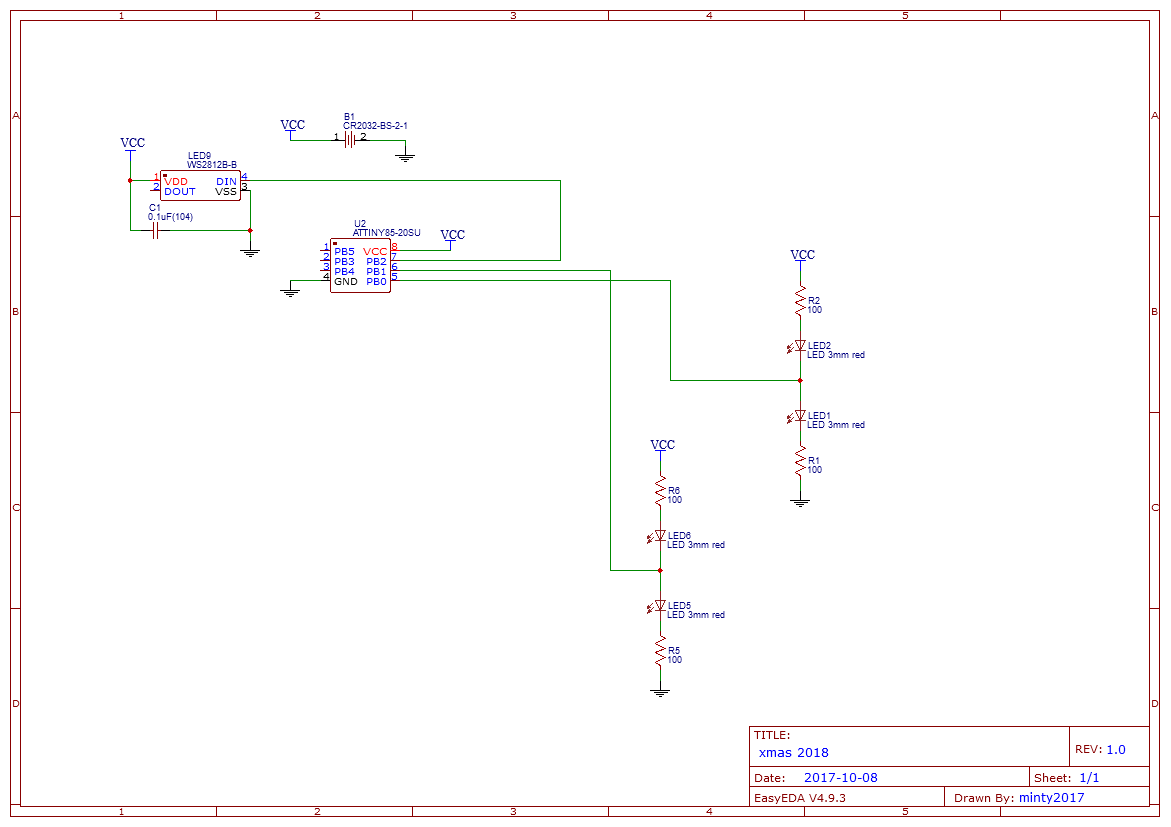 1 2 3 4 5
A A
B1
VCC CR2032-BS-2-1
1 2
VCC
LED9
WS2812B-B
1 VDD DIN 4
2 DOUT VSS 3
C1
0.1uF(104)
U2
ATTINY85-20SU
VCC
1 PB5 VCC 8
2 PB3 PB2 7
3 PB4 PB1 6
4 GND PB0 5
VCC
R2
100
B B
LED2
LED 3mm red
LED1
LED 3mm red
R1
100
VCC
R6
100
C C
LED6
LED 3mm red
LED5
LED 3mm red
R5
100
D D
TITLE:
xmas 2018
REV: 1.0
Date: 2017-10-08
Sheet: 1/1
EasyEDA V4.9.3
Drawn By: minty2017
1 2 3 4 5